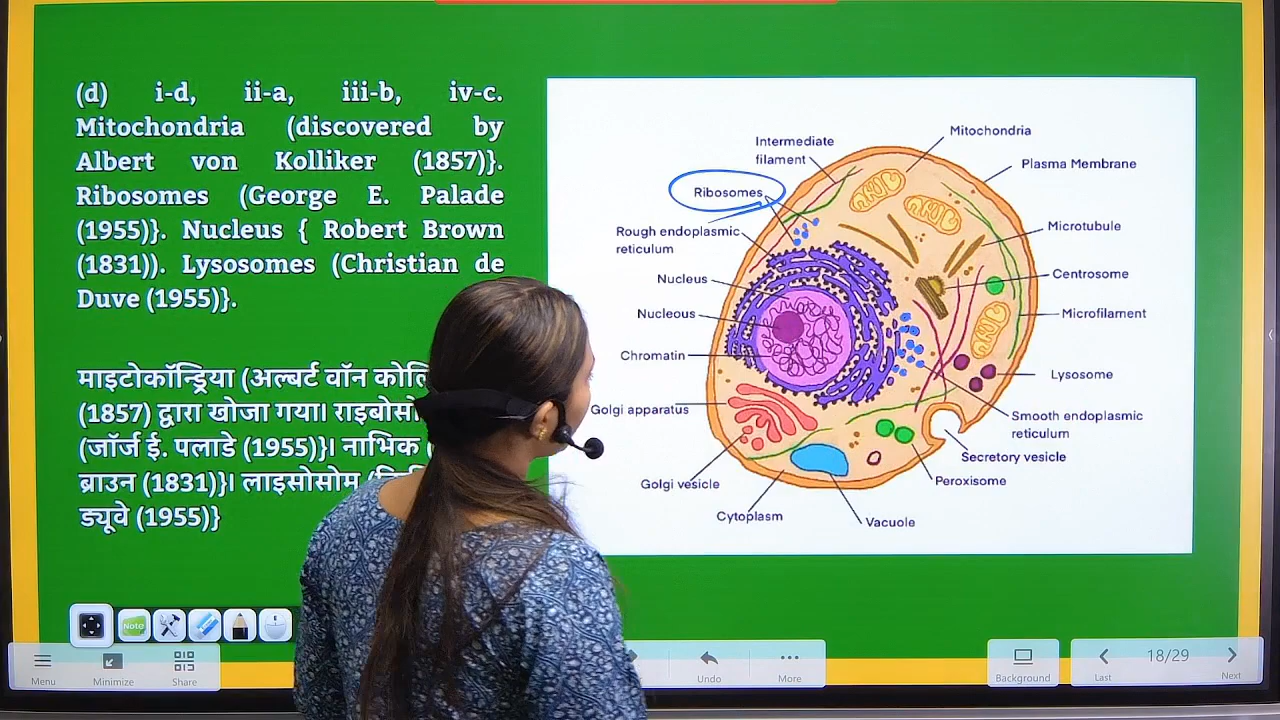 (d) i-d, ii-a, iii-b, iv-c.
Mitochondria (discovered by
Albert von Kolliker (1857)}.
Ribosomes (George E. Palade
(1955)}. Nucleus { Robert Brown
(1831)). Lysosomes (Christian de
Duve (1955)}.
माइटोकॉन्ड्रिया (अल्बर्ट वॉन
(1857) द्वारा खोजा गया।
(जॉर्ज ई. पलाडे (1955)}। नाभिक
ब्राउन (1831)}। लाइसोसोम
ड्यूवे (1955)}
Intermediate
filament
Mitochondria
Plasma Membrane
Ribosomes
Rough endoplasmic
reticulum
Microtubule
Nucleus
Centrosome
Nucleous
Microfilament
Chromatin
Lysosome
Golgi apparatus
Smooth endoplasmic
reticulum
Secretory vesicle
Golgi vesicle
Peroxisome
Cytoplasm
Vacuole
Note
Menu
Minimize
Share
Undo
More
Background
Last
18/29
Next